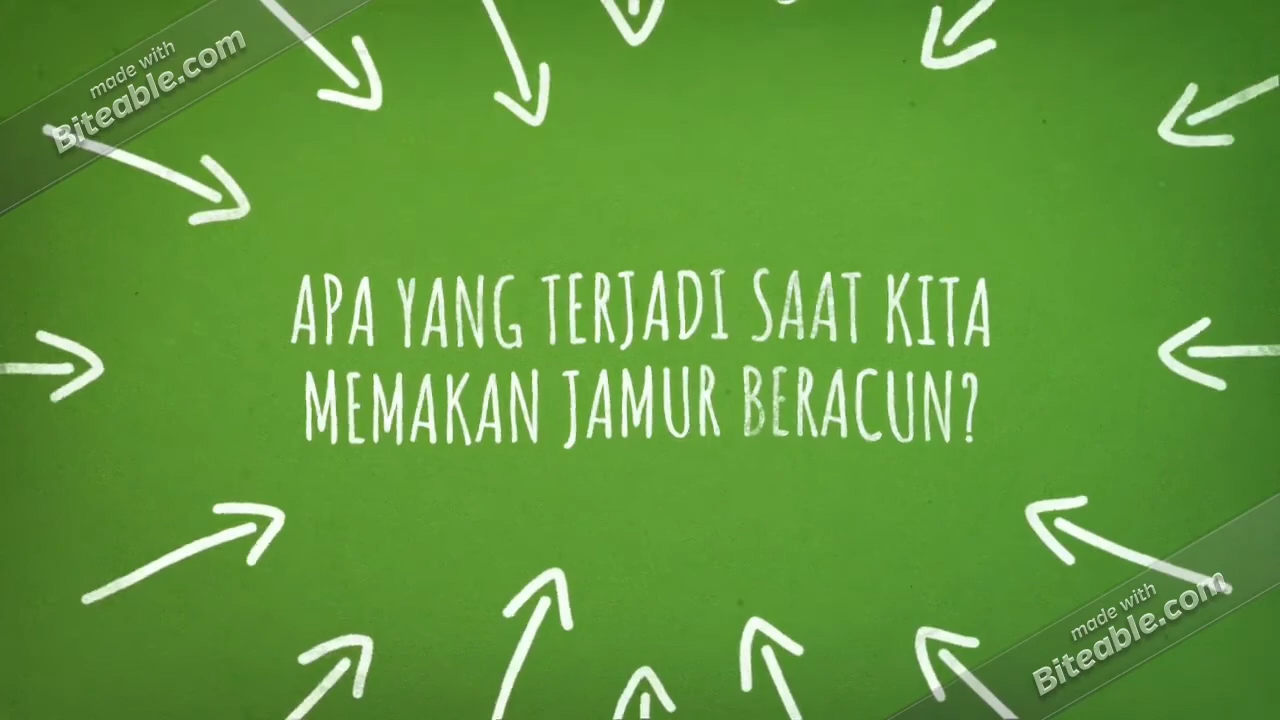 made with
Biteable.com
APA YANG TERJADI SAAT KITA
MEMAKAN JAMUR BERACUN?
made with
Biteable.com